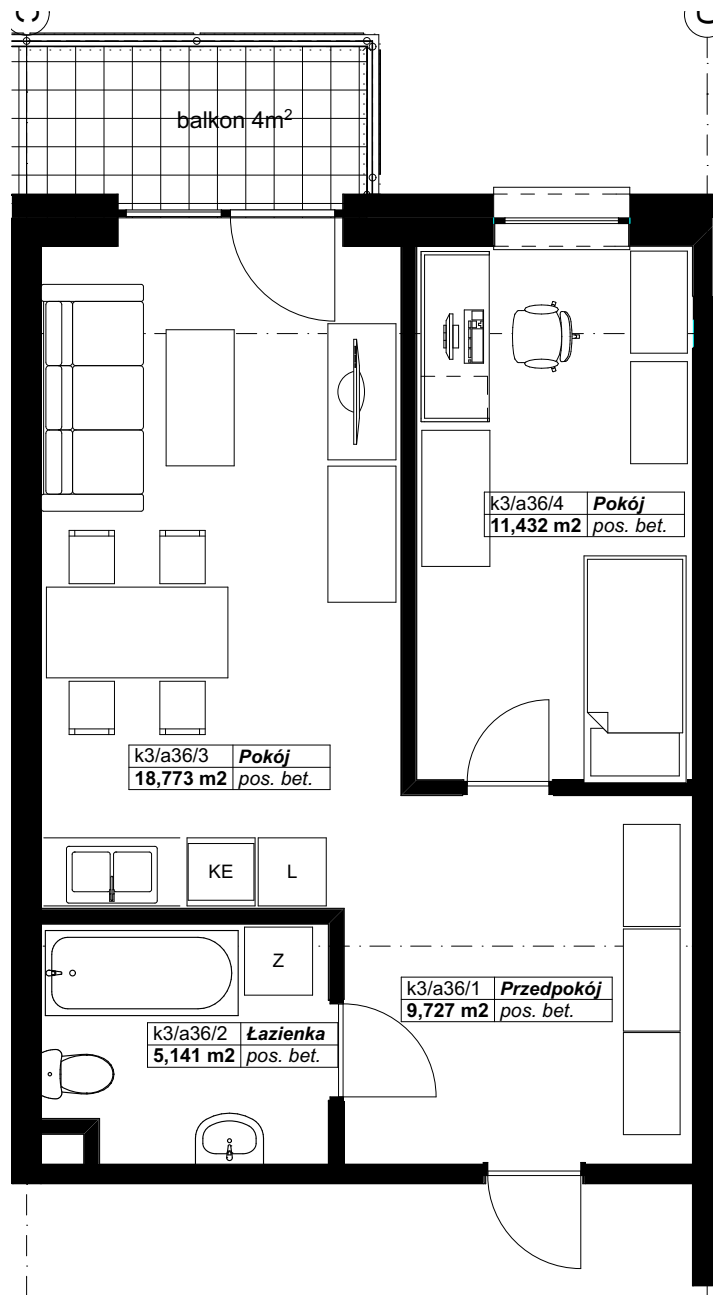 balkon 4m²
k3/a36/4 Pokój
11,432 m2 pos. bet.
k3/a36/3 Pokój
18,773 m2 pos. bet.
KE
L
Z
k3/a36/1 Przedpokój
9,727 m2 pos. bet.
k3/a36/2 Łazienka
5,141 m2 pos. bet.